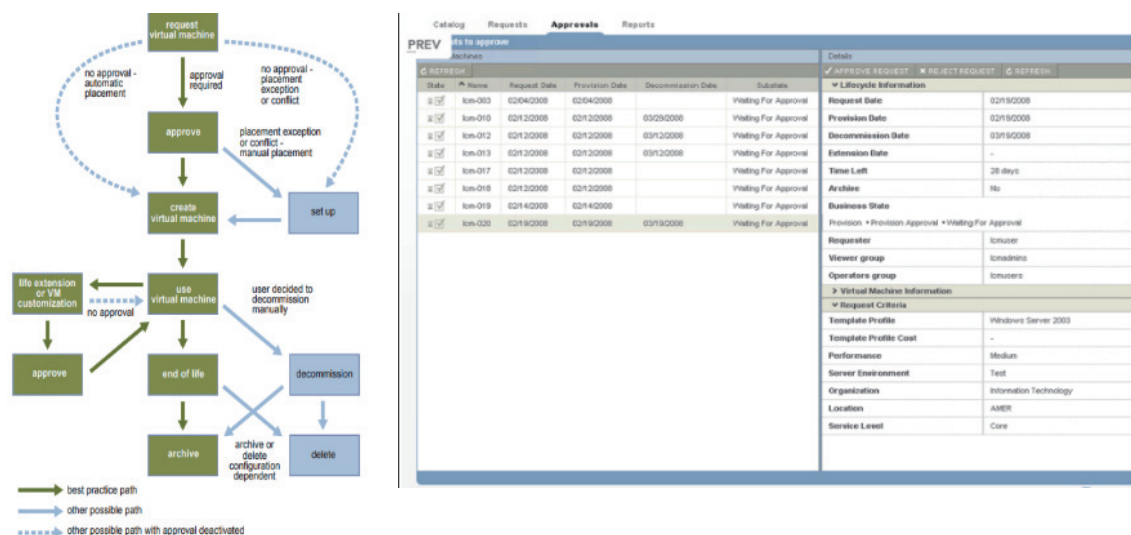 request
virtual machine
no approval -
automatic
placement
approval
required
no approval -
placement
exception
or conflict
approve
placement exception
or conflict -
manual placement
create
virtual machine
set up
life extension
or VM
customization
no approval
use
virtual machine
user decided to
decommission
manually
approve
end of life
decommission
archive
archive or
delete
configuration
dependent
delete
best practice path
other possible path
other possible path with approval deactivated
Catalog Requests Approvals Reports
PREV
to approve
Machines
REFRESH
State Name Request Date Provision Date Decommission Date Substate
lcm-003 02/04/2008 02/04/2008 Waiting For Approval
lcm-010 02/12/2008 02/12/2008 03/29/2008 Waiting For Approval
lcm-012 02/12/2008 02/12/2008 03/12/2008 Waiting For Approval
lcm-013 02/12/2008 02/12/2008 03/12/2008 Waiting For Approval
lcm-017 02/12/2008 02/12/2008 Waiting For Approval
lcm-018 02/12/2008 02/12/2008 Waiting For Approval
lcm-019 02/14/2008 02/14/2008 Waiting For Approval
lcm-020 02/19/2008 02/19/2008 03/19/2008 Waiting For Approval
Details
APPROVE REQUEST REJECT REQUEST REFRESH
Lifecycle Information
Request Date 02/19/2008
Provision Date 02/19/2008
Decommission Date 03/19/2008
Extension Date -
Time Left 28 days
Archive No
Business State
Provision • Provision Approval • Waiting For Approval
Requester lcmuser
Viewer group lcmadmins
Operators group lcmusers
Virtual Machine Information
Request Criteria
Template Profile Windows Server 2003
Template Profile Cost -
Performance Medium
Server Environment Test
Organization Information Technology
Location AMER
Service Level Core